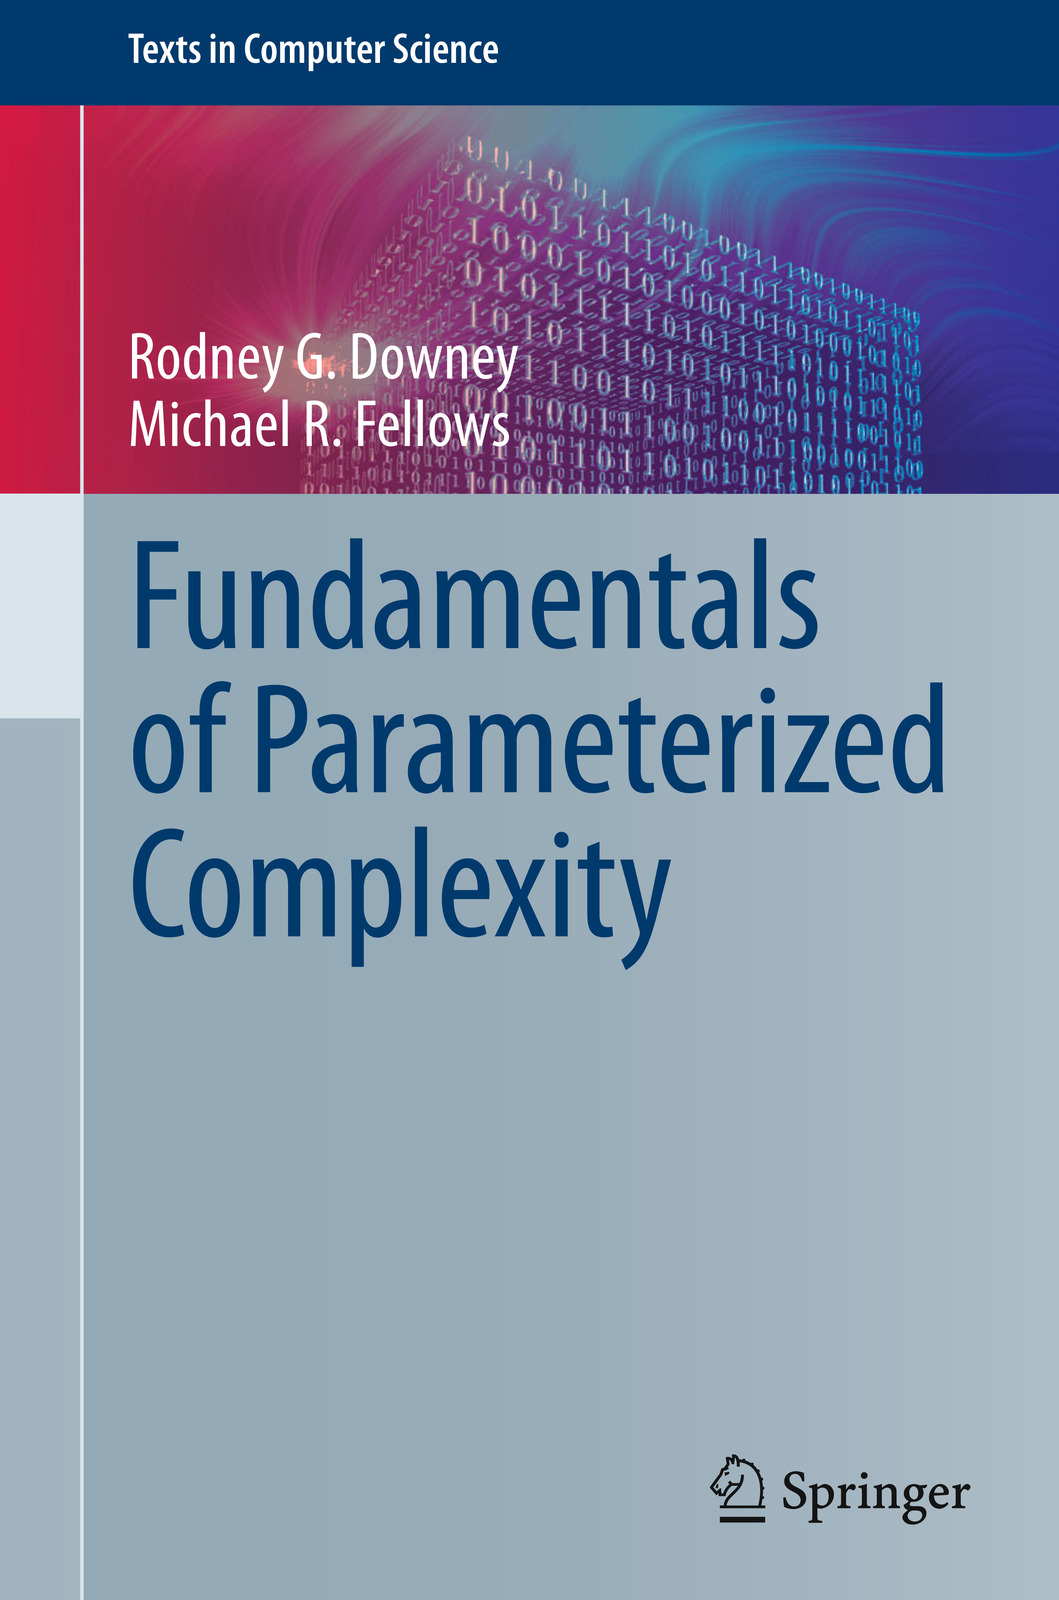 Texts in Computer Science
Rodney G. Downey
Michael R. Fellows
Fundamentals
of Parameterized
Complexity
Springer